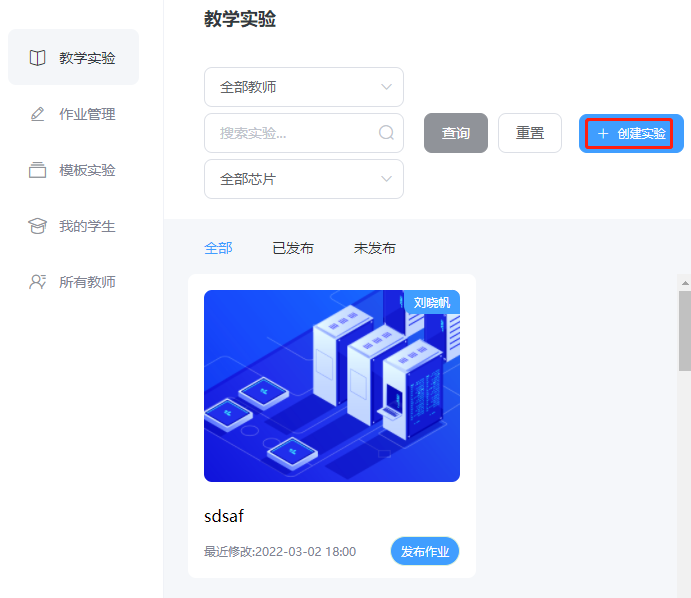 教学实验
教学实验
作业管理
模板实验
我的学生
所有教师
全部教师
搜索实验...
查询
重置
+ 创建实验
全部芯片
全部
已发布
未发布
刘晓帆
sdsaf
最近修改:2022-03-02 18:00
发布作业